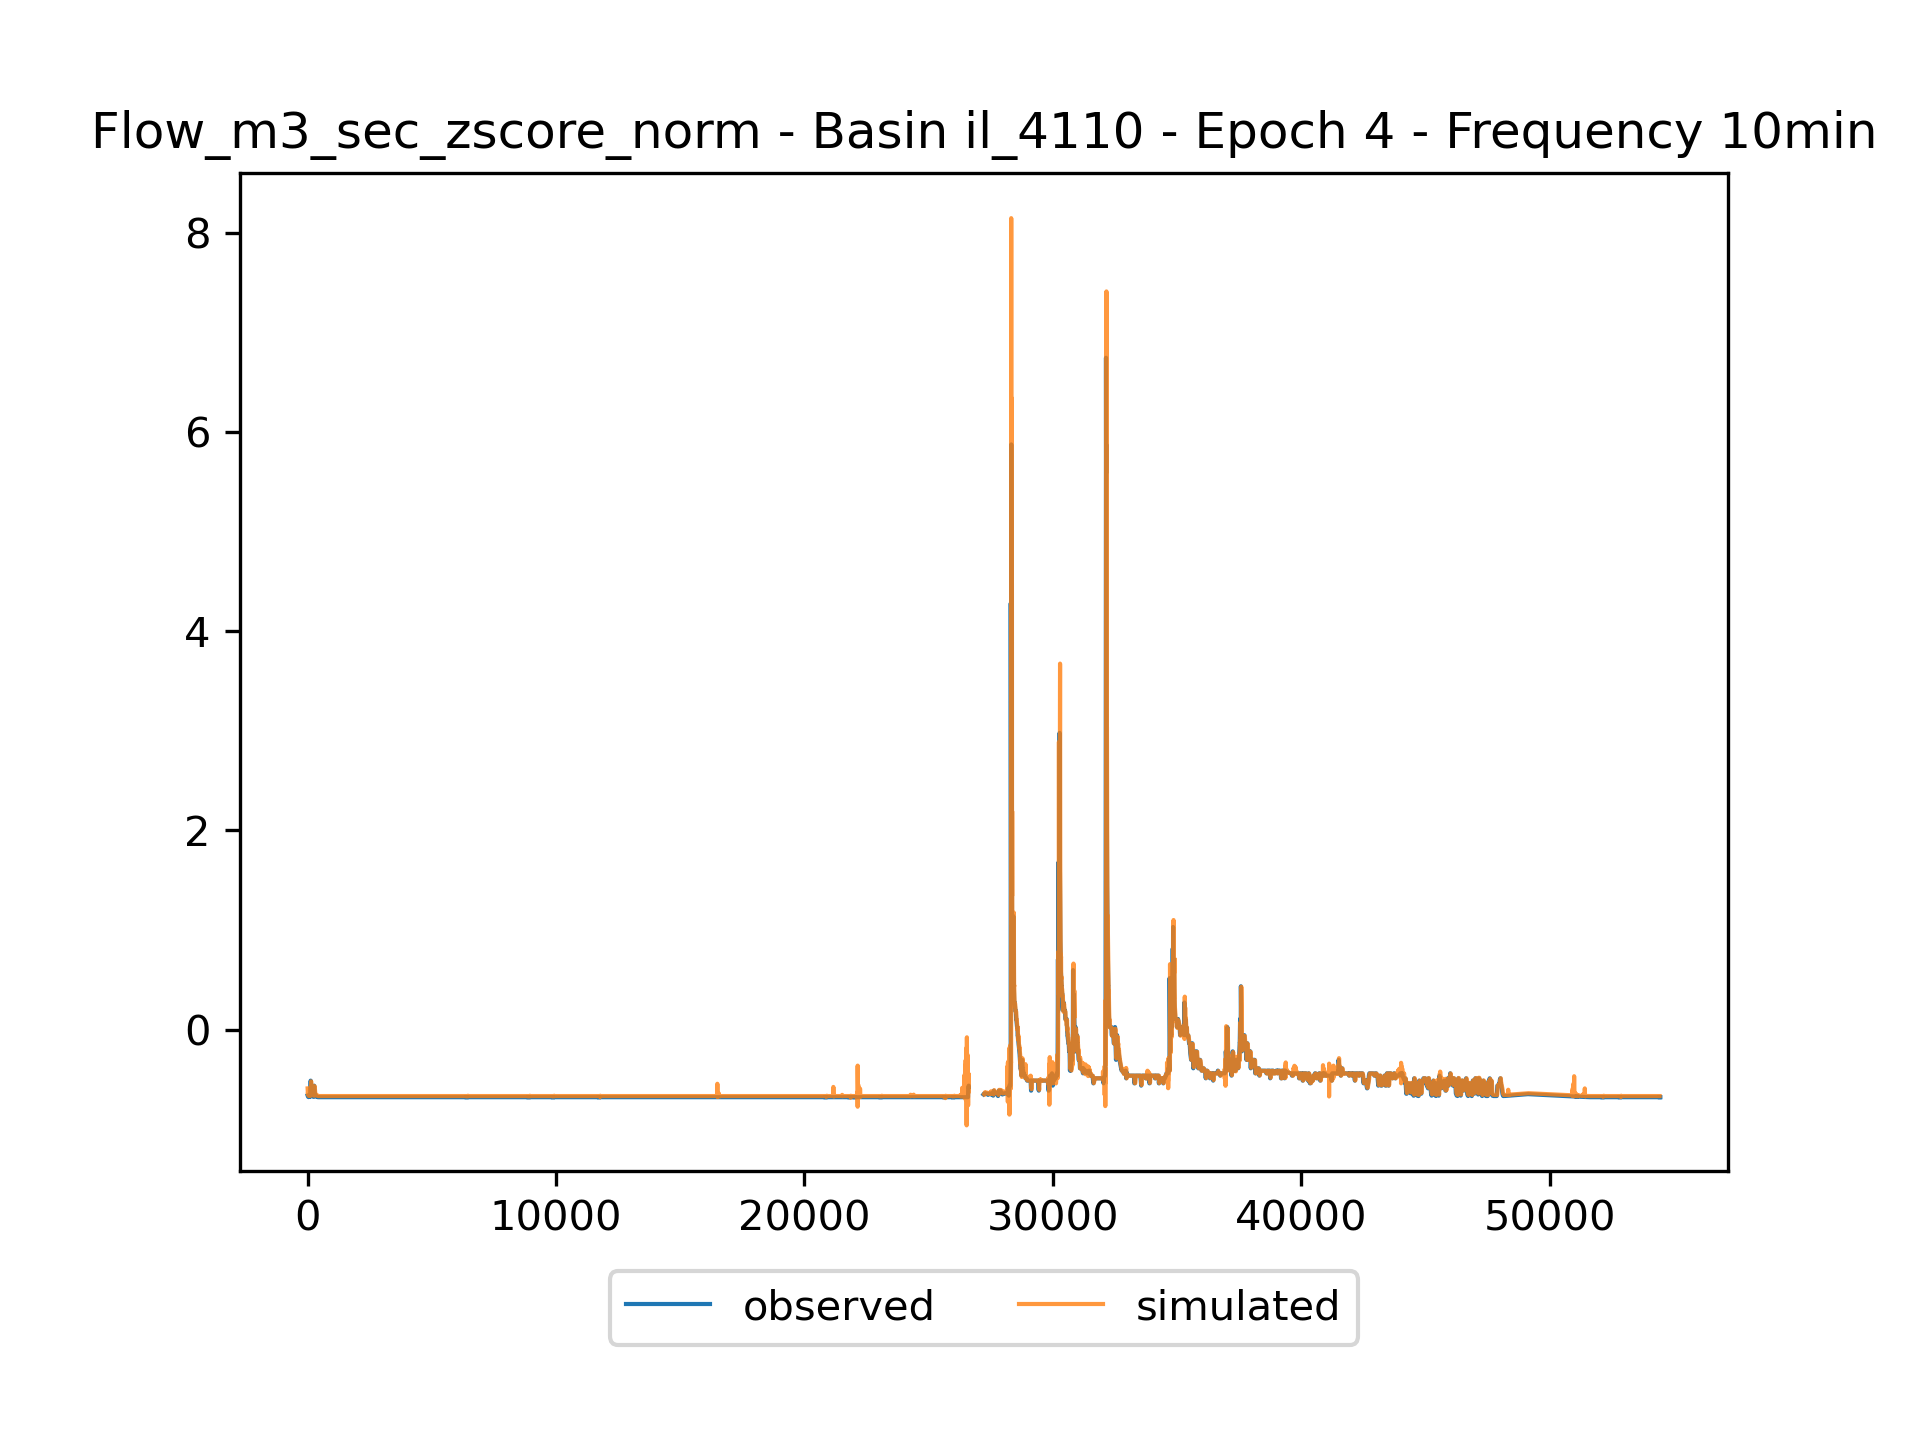 Flow_m3_sec_zscore_norm - Basin il_4110 - Epoch 4 - Frequency 10min
8
6
4
2
0
0 10000 20000 30000 40000 50000
observed simulated